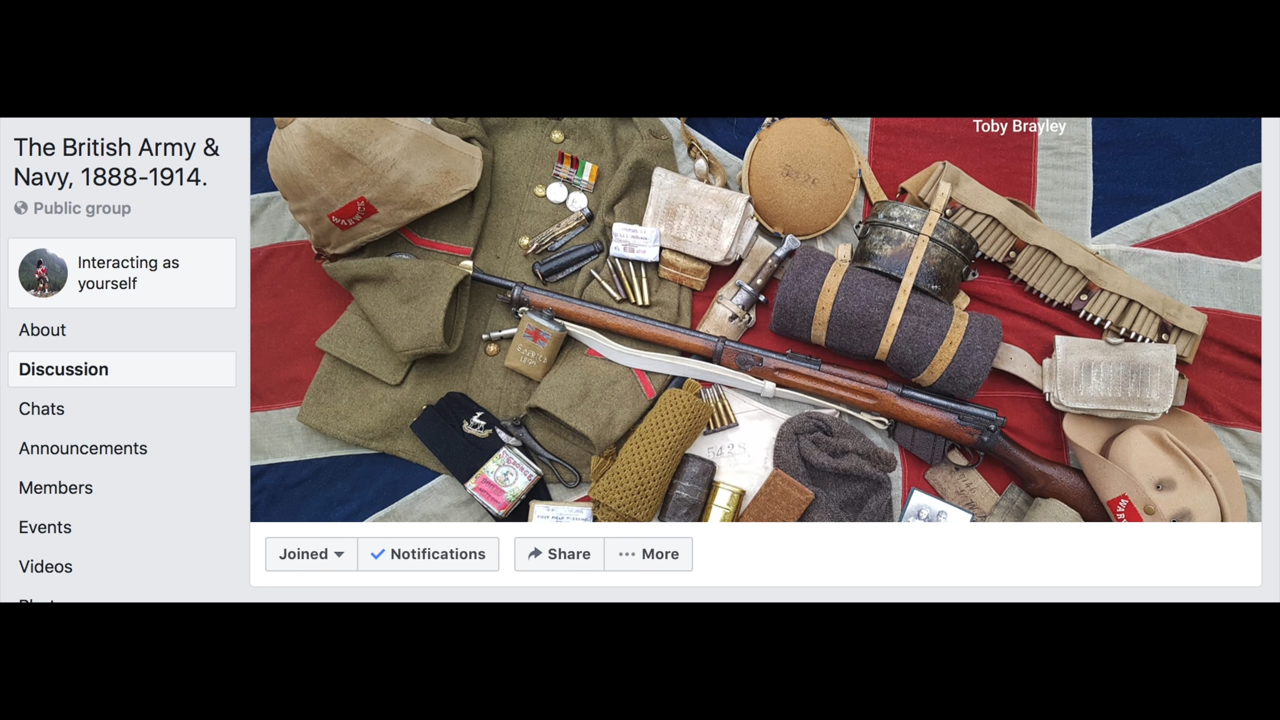 The British Army &
Navy, 1888-1914.
Public group
Interacting as
yourself
About
Discussion
Chats
Announcements
Members
Events
Videos
Toby Brayley
5428
Joined
Notifications
Share
More